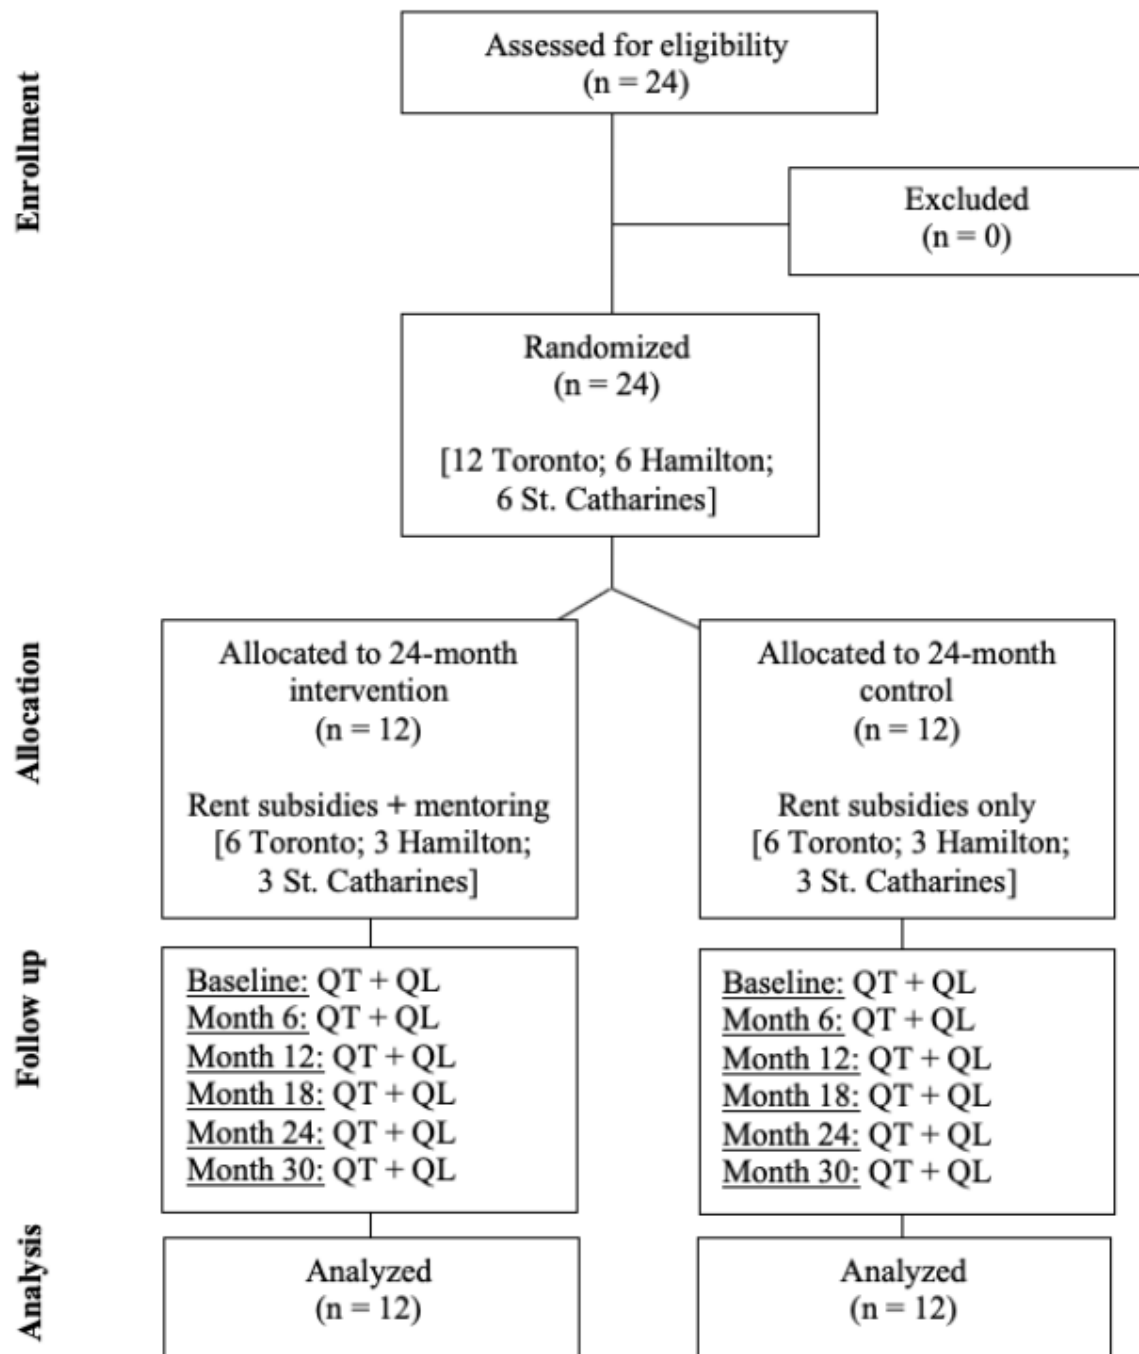 Enrollment
Assessed for eligibility
(n = 24)
Excluded
(n = 0)
Randomized
(n = 24)
[12 Toronto; 6 Hamilton;
6 St. Catharines]
Allocation
Allocated to 24-month
intervention
(n = 12)
Rent subsidies + mentoring
[6 Toronto; 3 Hamilton;
3 St. Catharines]
Allocated to 24-month
control
(n = 12)
Rent subsidies only
[6 Toronto; 3 Hamilton;
3 St. Catharines]
Follow up
Baseline: QT + QL
Month 6: QT + QL
Month 12: QT + QL
Month 18: QT + QL
Month 24: QT + QL
Month 30: QT + QL
Baseline: QT + QL
Month 6: QT + QL
Month 12: QT + QL
Month 18: QT + QL
Month 24: QT + QL
Month 30: QT + QL
Analysis
Analyzed
(n = 12)
Analyzed
(n = 12)